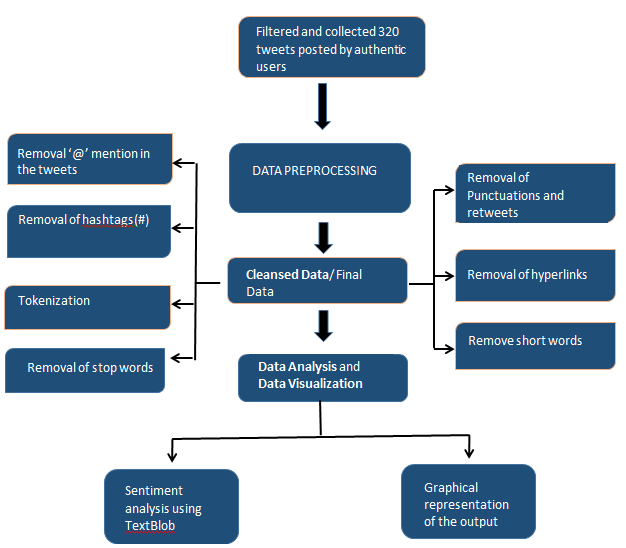 Filtered and collected 320
tweets posted by authentic
users
DATA PREPROCESSING
Removal ‘@’ mention in
the tweets
Removal of hashtags(#)
Tokenization
Removal of stop words
Cleansed Data/ Final
Data
Removal of
Punctuations and
retweets
Removal of hyperlinks
Remove short words
Data Analysis and
Data Visualization
Sentiment
analysis using
TextBlob
Graphical
representation
of the output